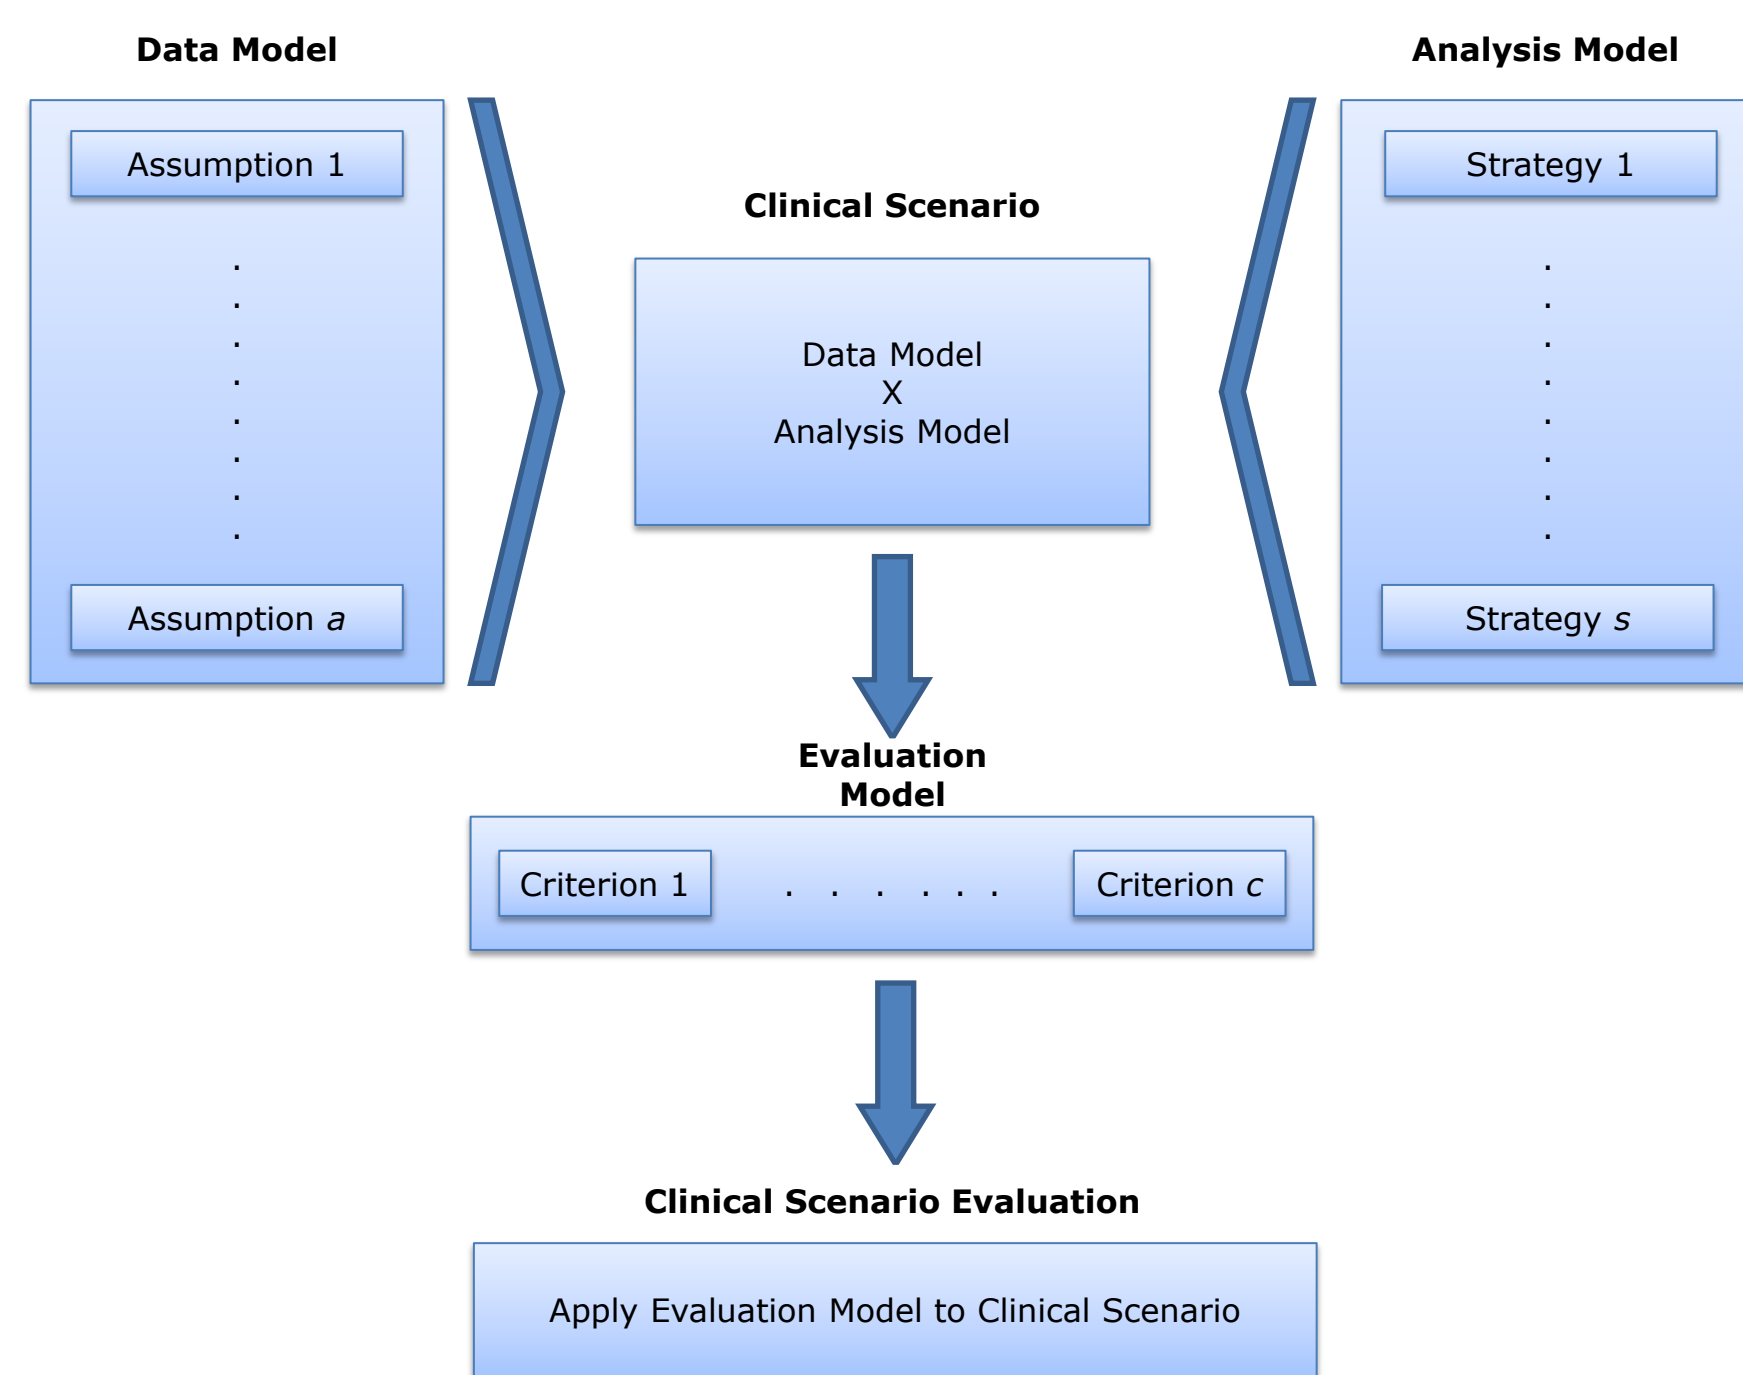 Data Model
Assumption 1
.
.
.
.
.
.
.
.
Assumption a
Clinical Scenario
Data Model
X
Analysis Model
Analysis Model
Strategy 1
.
.
.
.
.
.
.
.
Strategy s
Evaluation
Model
Criterion 1 . . . . . . Criterion c
Clinical Scenario Evaluation
Apply Evaluation Model to Clinical Scenario